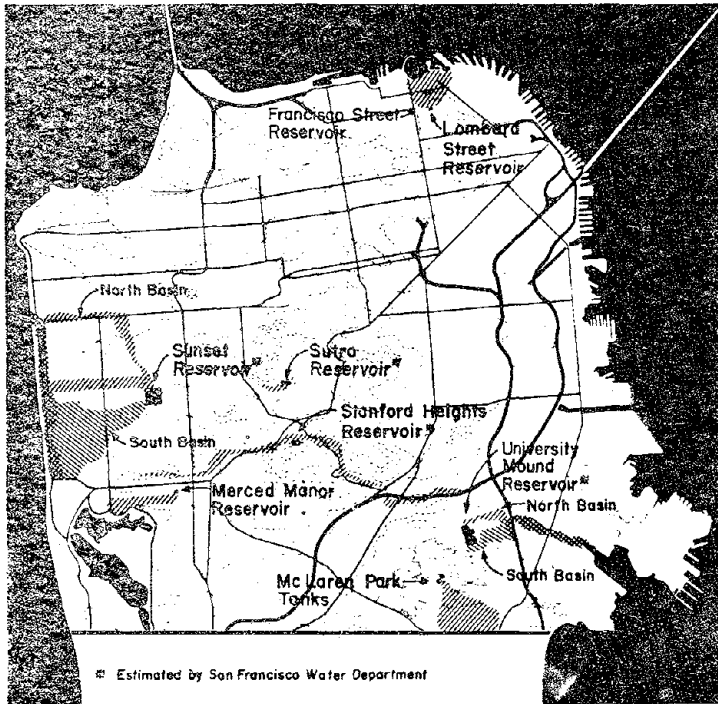 Francisco Street
Reservoir
Lombard
Street
Reservoir
North Basin
Sunset
Reservoir*
Sutro
Reservoir*
Stanford Heights
Reservoir*
South Basin
University
Mound
Reservoir*
Merced Manor
Reservoir
North Basin
South Basin
McLaren Park
Tanks
* Estimated by San Francisco Water Department